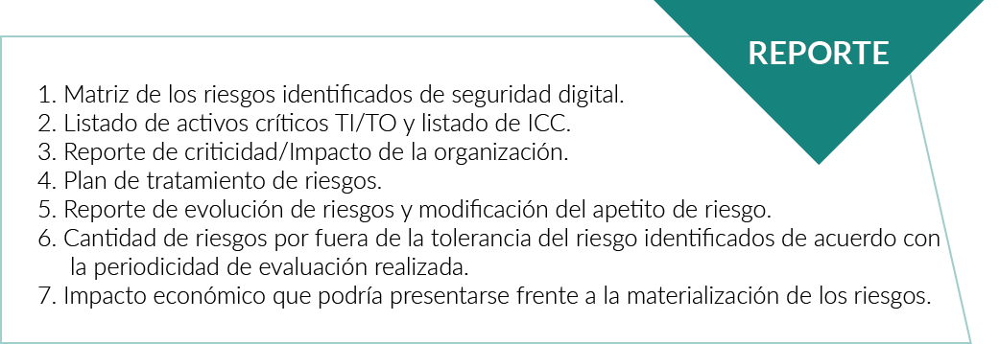 REPORTE
1. Matriz de los riesgos identificados de seguridad digital.
2. Listado de activos críticos TI/TO y listado de ICC.
3. Reporte de criticidad/Impacto de la organización.
4. Plan de tratamiento de riesgos.
5. Reporte de evolución de riesgos y modificación del apetito de riesgo.
6. Cantidad de riesgos por fuera de la tolerancia del riesgo identificados de acuerdo con
la periodicidad de evaluación realizada.
7. Impacto económico que podría presentarse frente a la materialización de los riesgos.